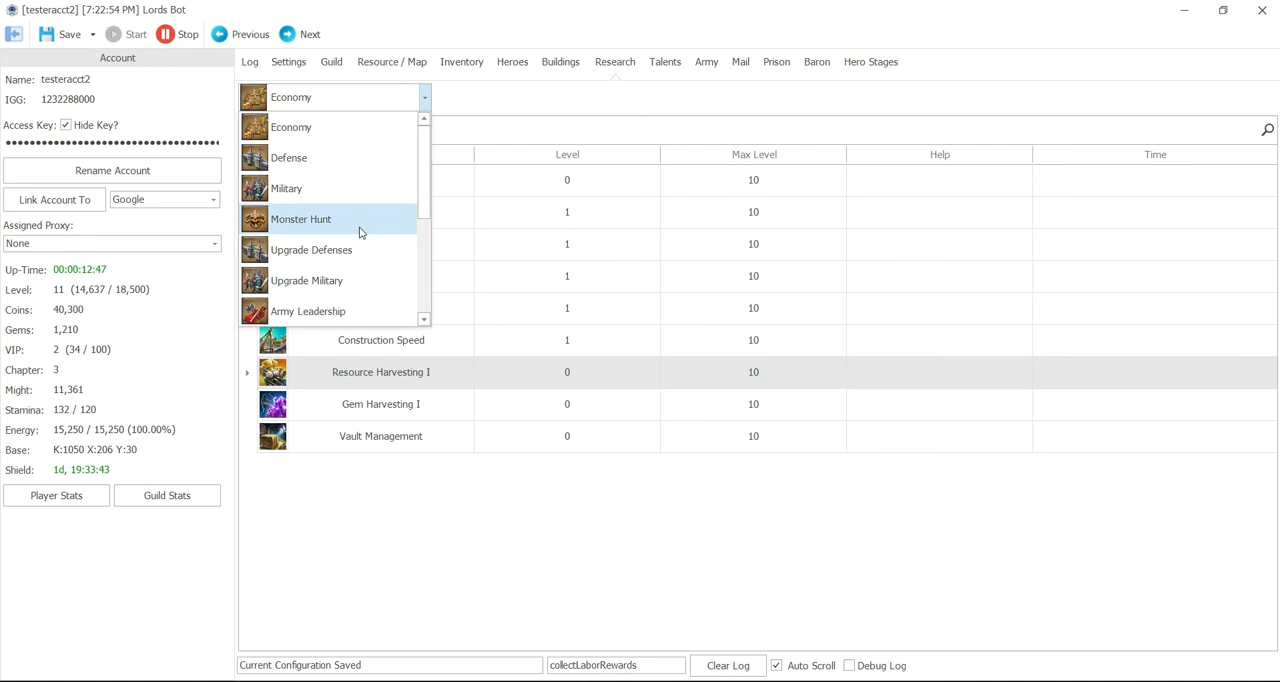 [testeracct2] [7:22:54 PM] Lords Bot
Save Start Stop Previous Next
Account
Name: testeracct2
IGG: 1232288000
Access Key: Hide Key?
Rename Account
Link Account To Google
Assigned Proxy:
None
Up-Time: 00:00:12:47
Level: 11 (14,637 / 18,500)
Coins: 40,300
Gems: 1,210
VIP: 2 (34 / 100)
Chapter: 3
Might: 11,361
Stamina: 132 / 120
Energy: 15,250 / 15,250 (100.00%)
Base: K:1050 X:206 Y:30
Shield: 1d, 19:33:43
Player Stats Guild Stats
Log Settings Guild Resource / Map Inventory Heroes Buildings Research Talents Army Mail Prison Baron Hero Stages
Economy
Economy
Defense
Military
Monster Hunt
Upgrade Defenses
Upgrade Military
Army Leadership
Level Max Level Help Time
0 10
1 10
1 10
1 10
1 10
Construction Speed 1 10
Resource Harvesting I 0 10
Gem Harvesting I 0 10
Vault Management 0 10
Current Configuration Saved collectLaborRewards Clear Log Auto Scroll Debug Log